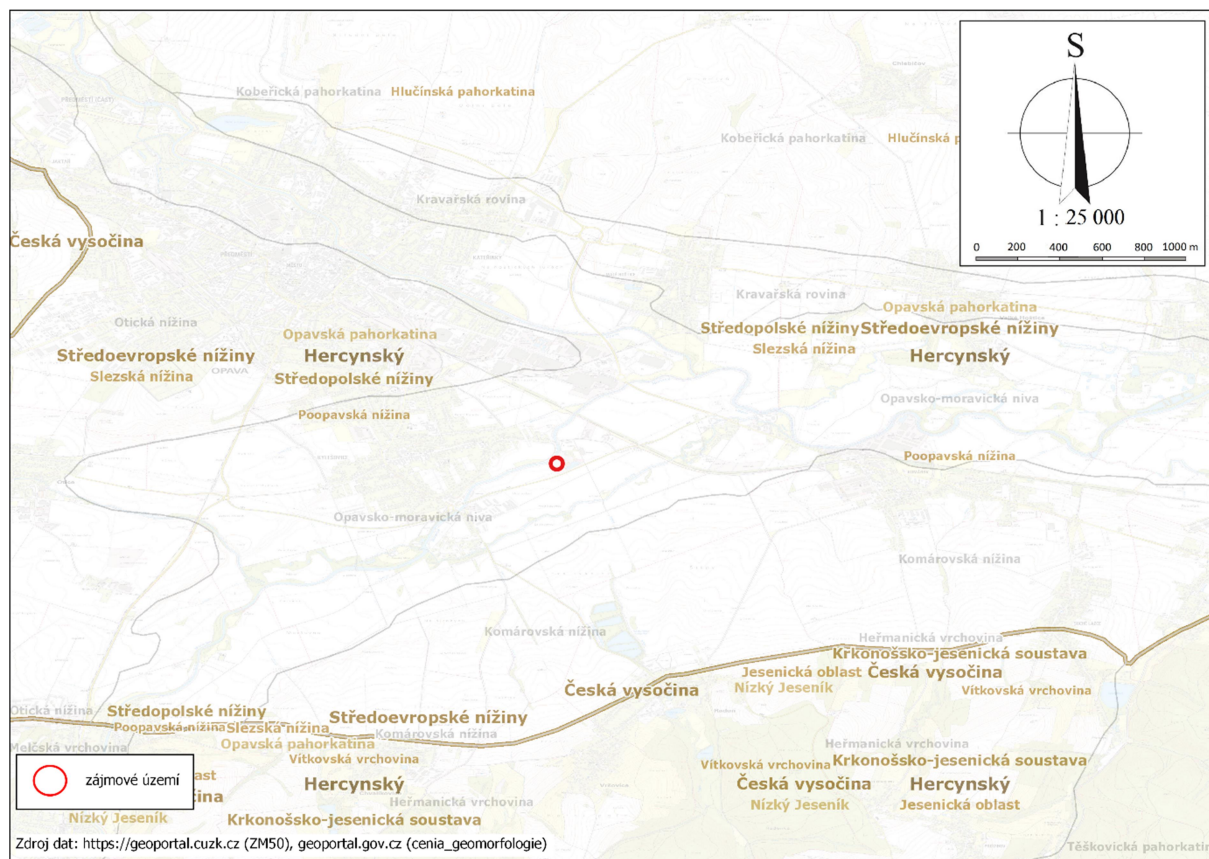 Kobeřická pahorkatina Hlučínská pahorkatina
S
Kobeřická pahorkatina Hlučínská p
Kravařská rovina
1 : 25 000
0 200 400 600 800 1000 m
Česká vysočina
Kravařská rovina
Opavská pahorkatina
Otická nížina
Opavská pahorkatina
Středopolské nížiny Středoevropské nížiny
Středoevropské nížiny Hercynský
Slezská nížina Hercynský
Slezská nížina OPAVA Středopolské nížiny
Opavsko-moravická niva
Poopavská nížina
Poopavská nížina
Opavsko-moravická niva
Komárovská nížina
Komárovská nížina
Heřmanická vrchovina
Krkonošsko-jesenická soustava
Jesenická oblast Česká vysočina
Česká vysočina Nízký Jeseník Vítkovská vrchovina
Otická nížina Středopolské nížiny Středoevropské nížiny
Poopavská nížina Slezská nížina Komárovská nížina
Melčská vrchovina Opavská pahorkatina Heřmanická vrchovina
Vítkovská vrchovina Vítkovská vrchovina Krkonošsko-jesenická soustava
zájmové území
ast Hercynský Česká vysočina Hercynský
čina Heřmanická vrchovina Nízký Jeseník Jesenická oblast
Nízký Jeseník Krkonošsko-jesenická soustava
Zdroj dat: https://geoportal.cuzk.cz (ZM50), geoportal.gov.cz (cenia_geomorfologie)
Těškovická pahorkatin